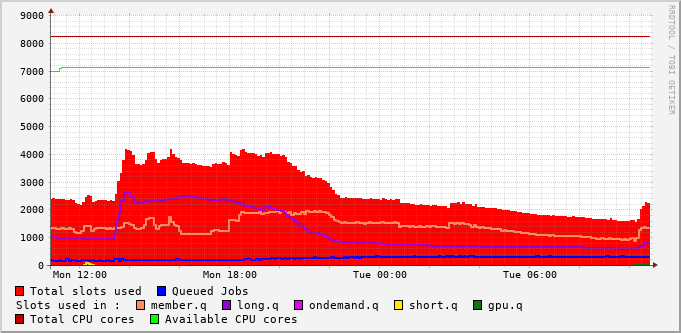 9000
8000
7000
6000
5000
4000
3000
2000
1000
0
Mon 12:00 Mon 18:00 Tue 00:00 Tue 06:00
RRDTOOL / TOBI OETIKER
Total slots used Queued Jobs
Slots used in : member.q long.q ondemand.q short.q gpu.q
Total CPU cores Available CPU cores